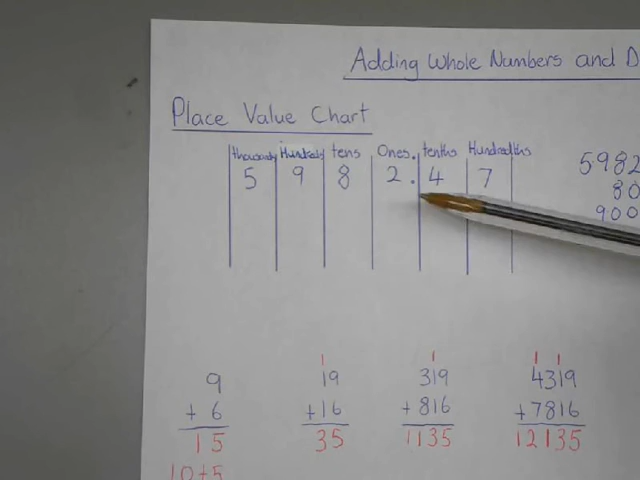 Adding Whole Numbers and D
Place Value Chart
thousands Hundreds tens Ones. tenths Hundredths
5 9 8 2 . 4 7
5982
80
900
1 1 1 1
9 19 319 4319
+ 6 +16 +816 +7816
15 35 1135 12135
10+5